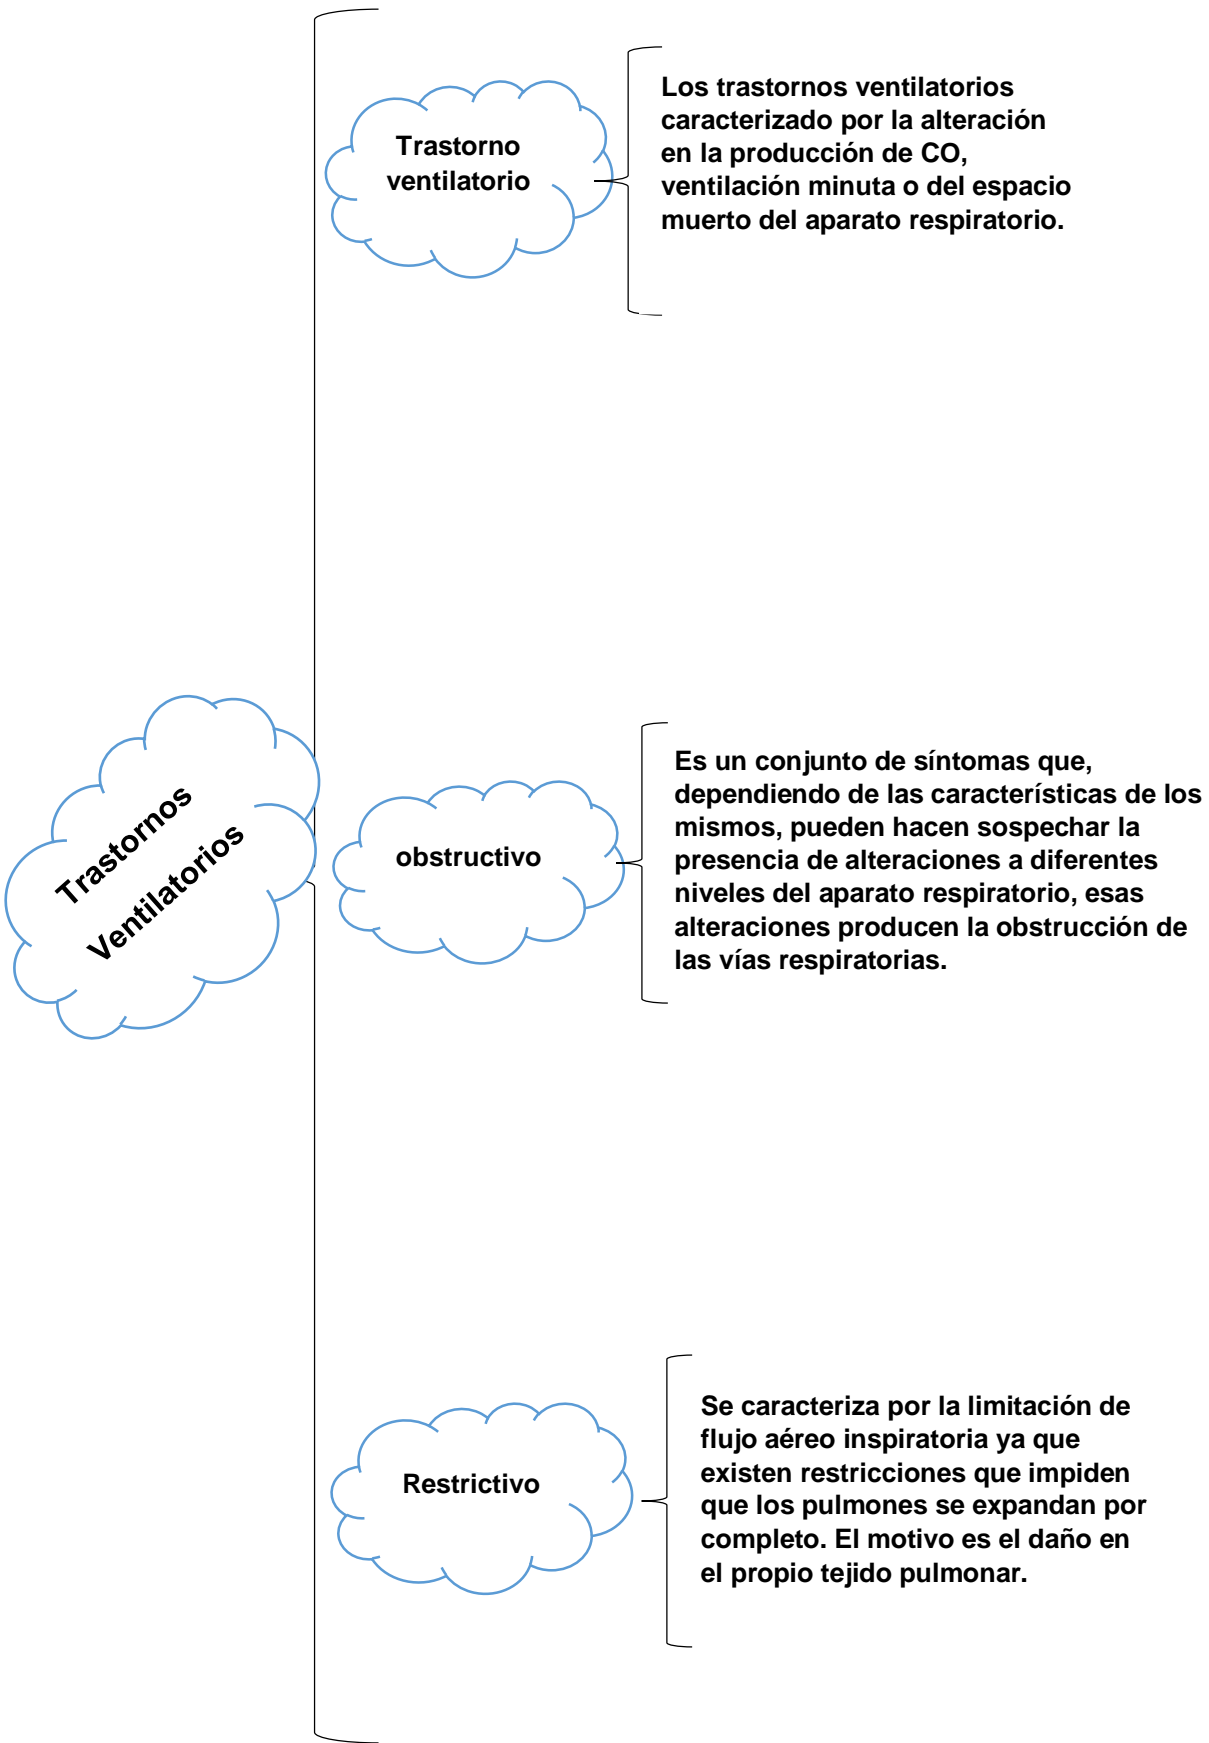 Trastornos
Ventilatorios
Trastorno
ventilatorio
Los trastornos ventilatorios
caracterizado por la alteración
en la producción de CO,
ventilación minuta o del espacio
muerto del aparato respiratorio.
obstructivo
Es un conjunto de síntomas que,
dependiendo de las características de los
mismos, pueden hacen sospechar la
presencia de alteraciones a diferentes
niveles del aparato respiratorio, esas
alteraciones producen la obstrucción de
las vías respiratorias.
Restrictivo
Se caracteriza por la limitación de
flujo aéreo inspiratoria ya que
existen restricciones que impiden
que los pulmones se expandan por
completo. El motivo es el daño en
el propio tejido pulmonar.